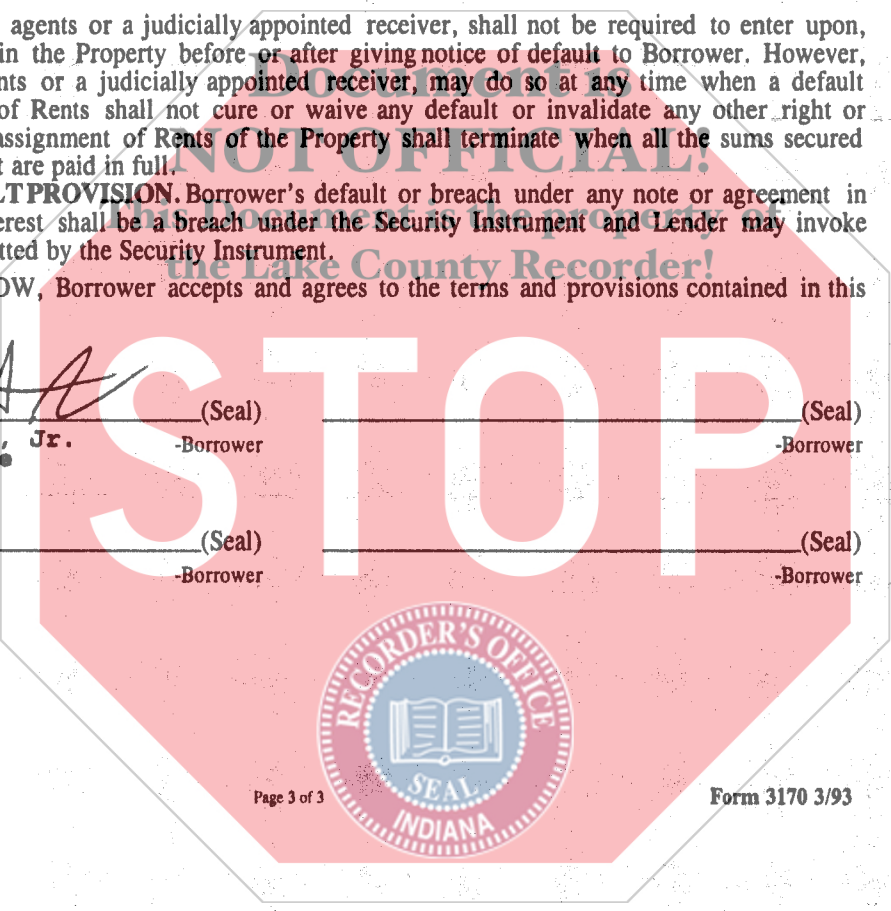 agents or a judicially appointed receiver, shall not be required to enter upon,
in the Property before or after giving notice of default to Borrower. However,
nts or a judicially appointed receiver, may do so at any time when a default
of Rents shall not cure or waive any default or invalidate any other right or
assignment of Rents of the Property shall terminate when all the sums secured
t are paid in full.
LT PROVISION. Borrower's default or breach under any note or agreement in
erest shall be a breach under the Security Instrument and Lender may invoke
tted by the Security Instrument.
OW, Borrower accepts and agrees to the terms and provisions contained in this
Document is
NOT OFFICIAL!
This Document is the property of
the Lake County Recorder!
STOP
(Seal) (Seal)
, Jr. -Borrower -Borrower
(Seal) (Seal)
-Borrower -Borrower
RECORDER'S OFFICE
SEAL
INDIANA
Page 3 of 3 Form 3170 3/93